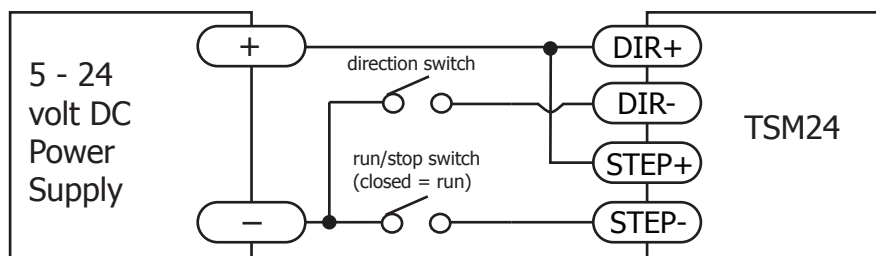 5 - 24
volt DC
Power
Supply
+
−
direction switch
run/stop switch
(closed = run)
DIR+
DIR-
STEP+
STEP-
TSM24